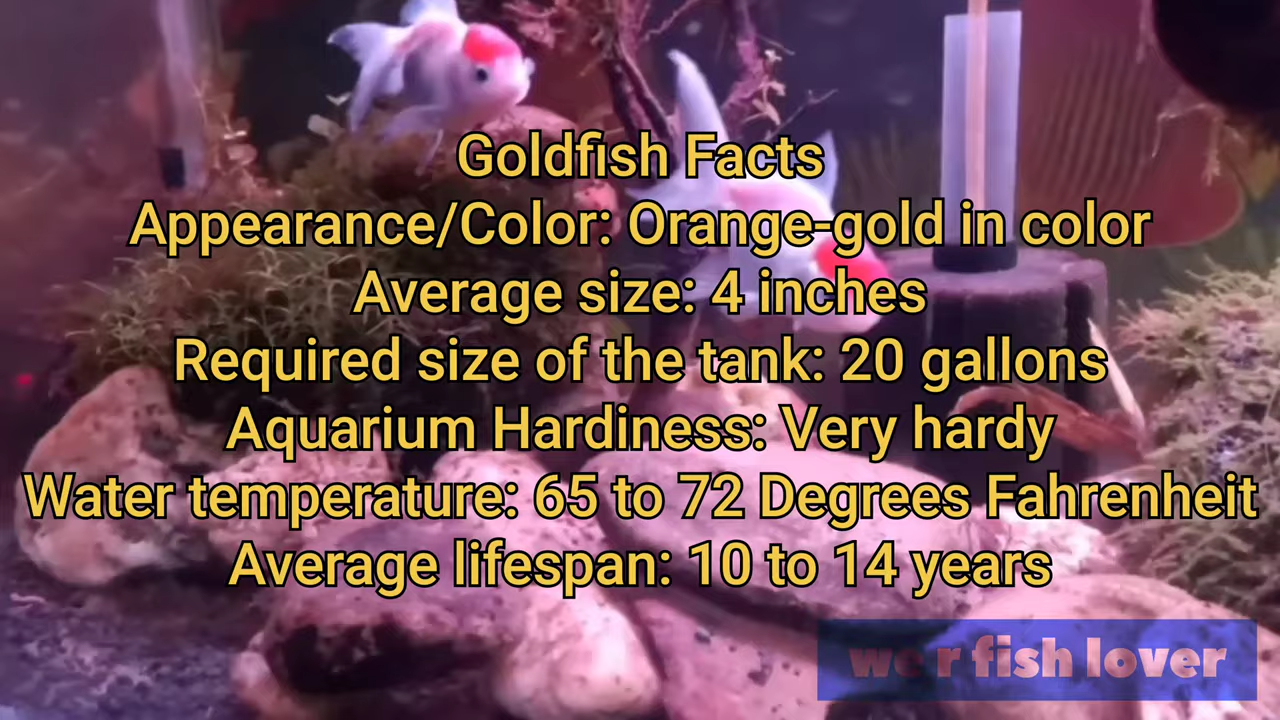 Goldfish Facts
Appearance/Color: Orange-gold in color
Average size: 4 inches
Required size of the tank: 20 gallons
Aquarium Hardiness: Very hardy
Water temperature: 65 to 72 Degrees Fahrenheit
Average lifespan: 10 to 14 years
we r fish lover